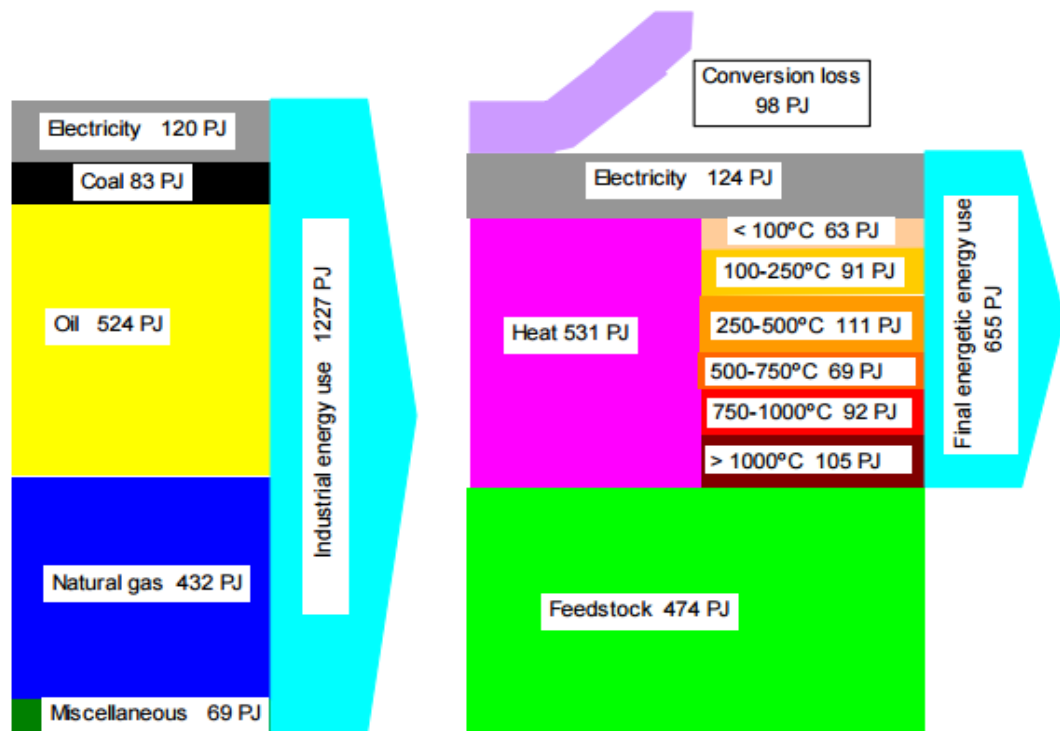 Electricity 120 PJ
Coal 83 PJ
Oil 524 PJ
Natural gas 432 PJ
Miscellaneous 69 PJ
Industrial energy use 1227 PJ
Conversion loss
98 PJ
Electricity 124 PJ
Heat 531 PJ
< 100ºC 63 PJ
100-250ºC 91 PJ
250-500ºC 111 PJ
500-750ºC 69 PJ
750-1000ºC 92 PJ
> 1000ºC 105 PJ
Feedstock 474 PJ
Final energetic energy use
655 PJ